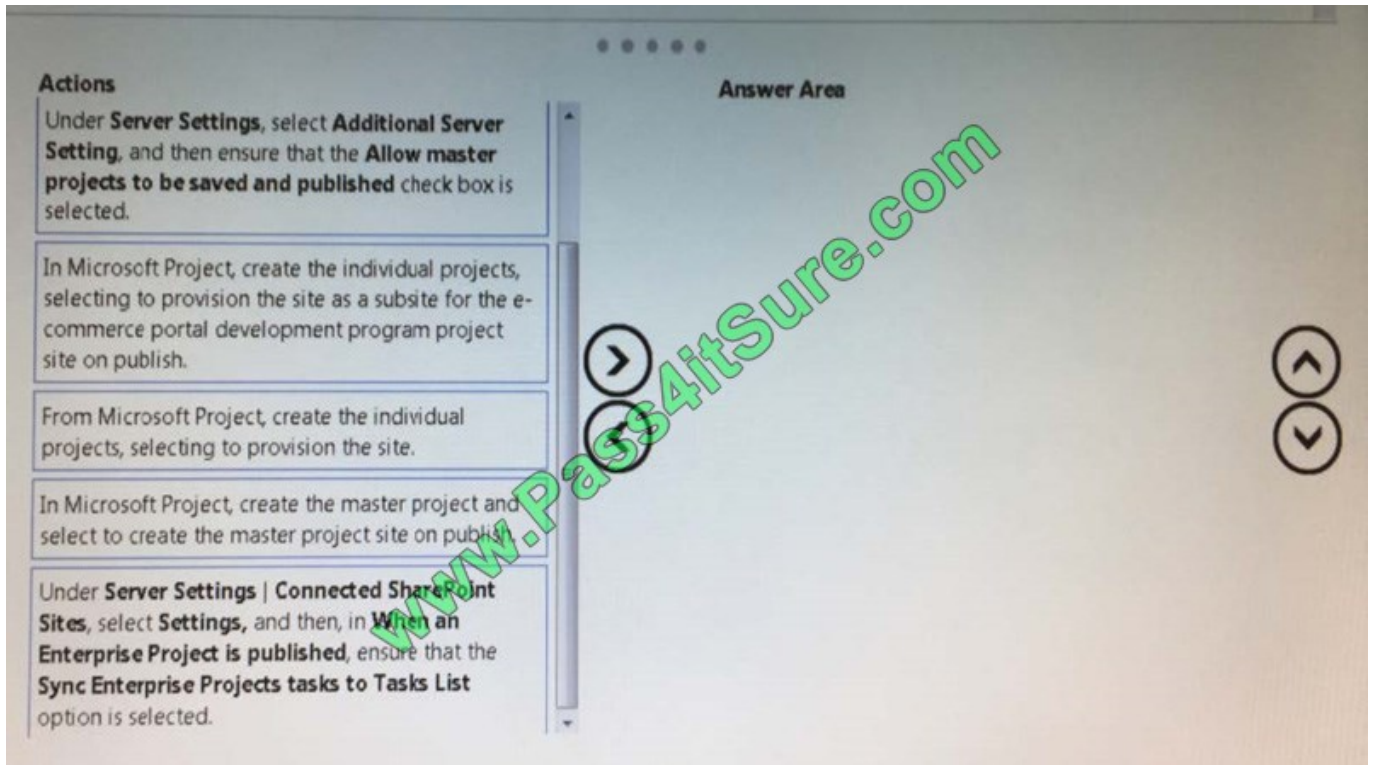 Actions
Under Server Settings, select Additional Server
Setting, and then ensure that the Allow master
projects to be saved and published check box is
selected.
In Microsoft Project, create the individual projects,
selecting to provision the site as a subsite for the e-
commerce portal development program project
site on publish.
From Microsoft Project, create the individual
projects, selecting to provision the site.
In Microsoft Project, create the master project and
select to create the master project site on publish.
Under Server Settings | Connected SharePoint
Sites, select Settings, and then, in When an
Enterprise Project is published, ensure that the
Sync Enterprise Projects tasks to Tasks List
option is selected.
Answer Area
www.Pass4itSure.com